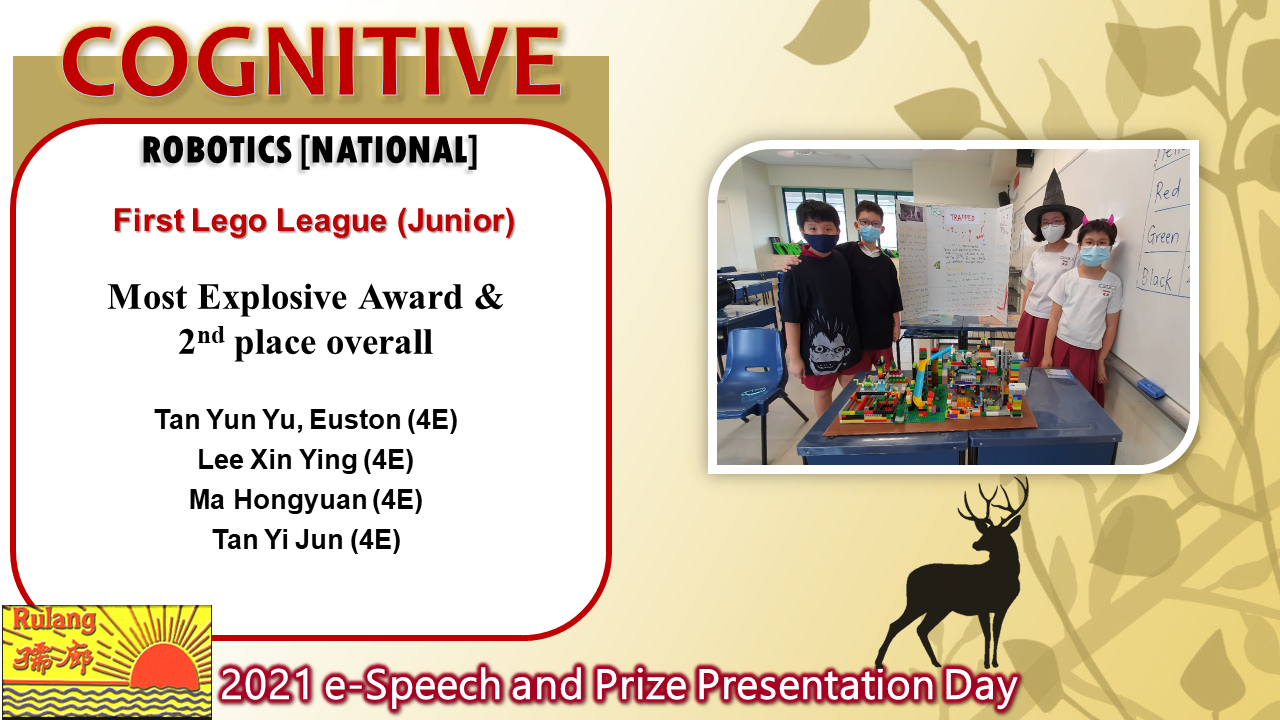 COGNITIVE
ROBOTICS [NATIONAL]
First Lego League (Junior)
Most Explosive Award &
2nd place overall
Tan Yun Yu, Euston (4E)
Lee Xin Ying (4E)
Ma Hongyuan (4E)
Tan Yi Jun (4E)
TRAPPED
Red
Green
Black
Rulang
儒廊
2021 e-Speech and Prize Presentation Day